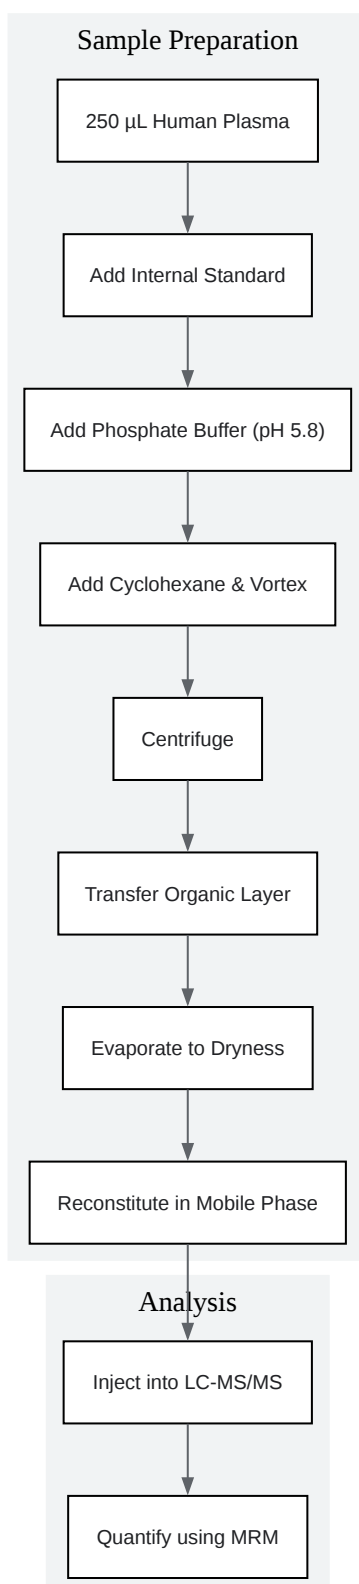 Sample Preparation
250 µL Human Plasma
Add Internal Standard
Add Phosphate Buffer (pH 5.8)
Add Cyclohexane & Vortex
Centrifuge
Transfer Organic Layer
Evaporate to Dryness
Reconstitute in Mobile Phase
Analysis
Inject into LC-MS/MS
Quantify using MRM